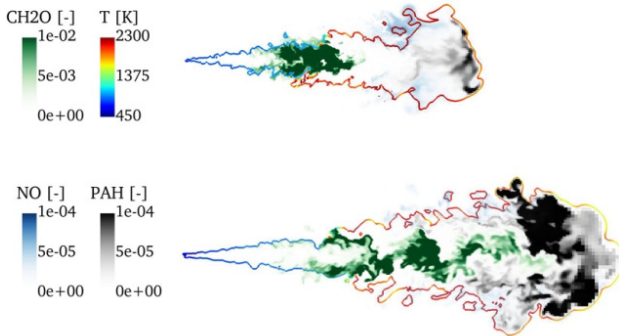 CH2O [-] T [K]
1e-02 2300
5e-03 1375
0e+00 450
NO [-] PAH [-]
1e-04 1e-04
5e-05 5e-05
0e+00 0e+00